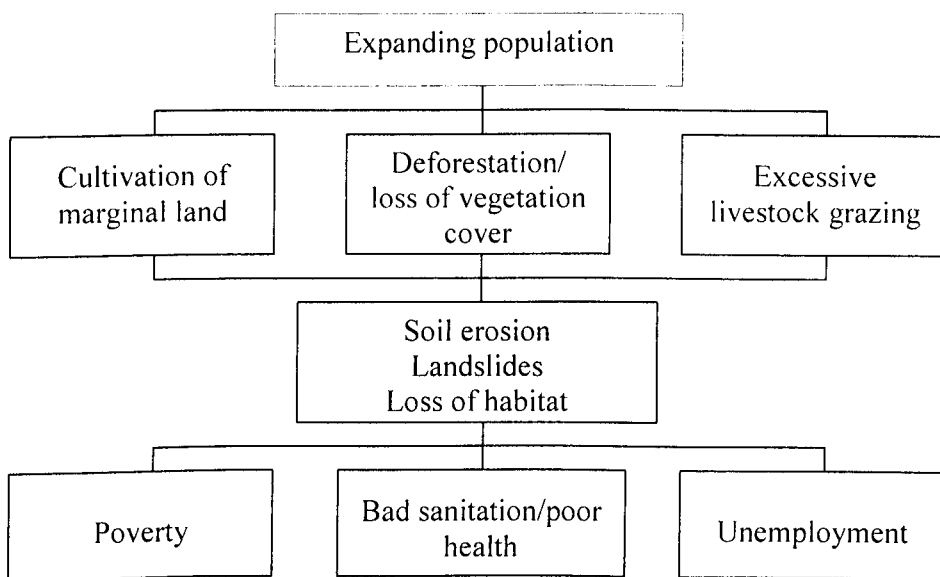 Expanding population
Cultivation of
marginal land
Deforestation/
loss of vegetation
cover
Excessive
livestock grazing
Soil erosion
Landslides
Loss of habitat
Poverty
Bad sanitation/poor
health
Unemployment